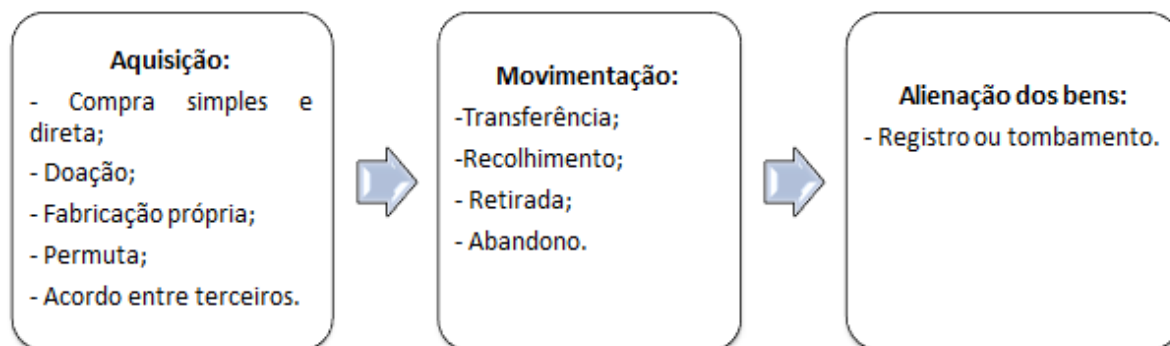 Aquisição:
- Compra simples e
direta;
- Doação;
- Fabricação própria;
- Permuta;
- Acordo entre terceiros.
Movimentação:
-Transferência;
-Recolhimento;
- Retirada;
- Abandono.
Alienação dos bens:
- Registro ou tombamento.